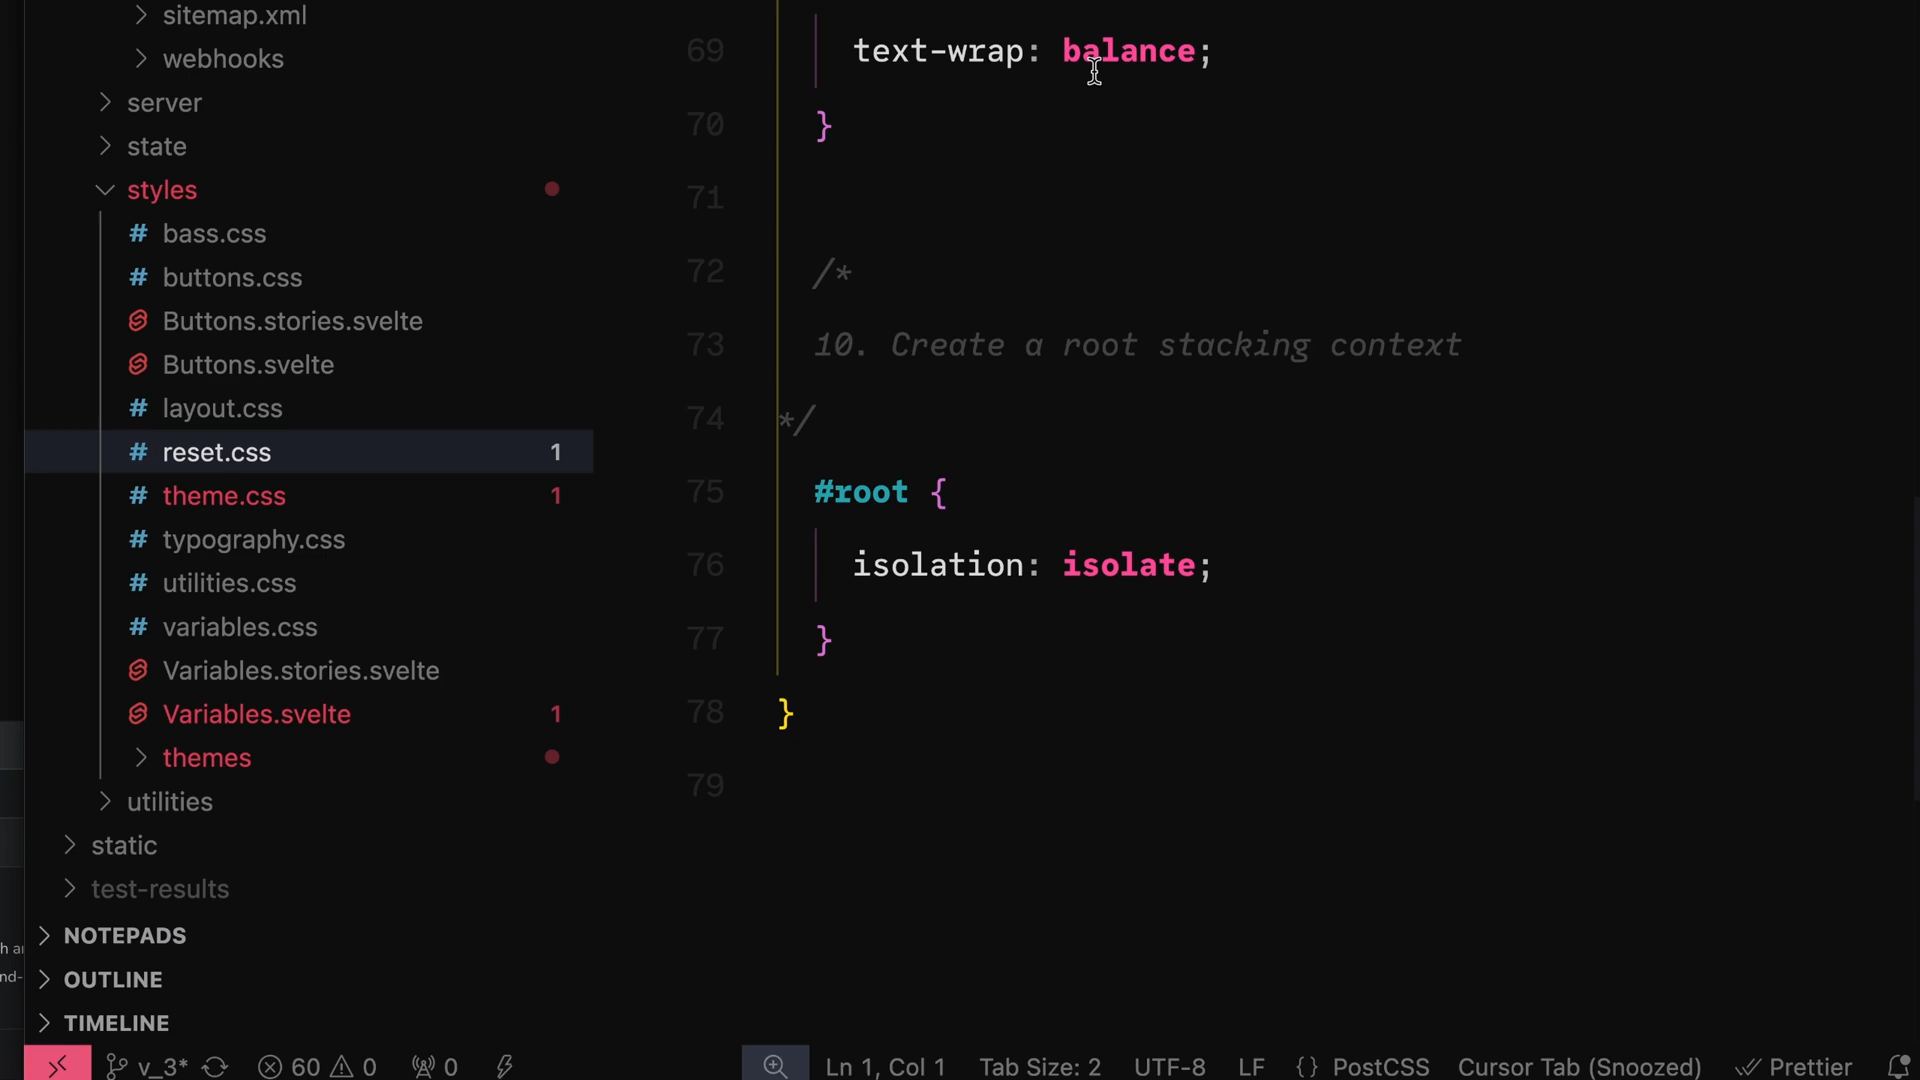 sitemap.xml
webhooks
server
state
styles
# bass.css
# buttons.css
Buttons.stories.svelte
Buttons.svelte
# layout.css
# reset.css 1
# theme.css 1
# typography.css
# utilities.css
# variables.css
Variables.stories.svelte
Variables.svelte 1
themes
utilities
static
test-results
NOTEPADS
OUTLINE
TIMELINE
nd-
69 text-wrap: balance;
70 }
71
72 /*
73 10. Create a root stacking context
74 */
75 #root {
76 isolation: isolate;
77 }
78 }
79
v_3* 60 0 0 Ln 1, Col 1 Tab Size: 2 UTF-8 LF {} PostCSS Cursor Tab (Snoozed) Prettier